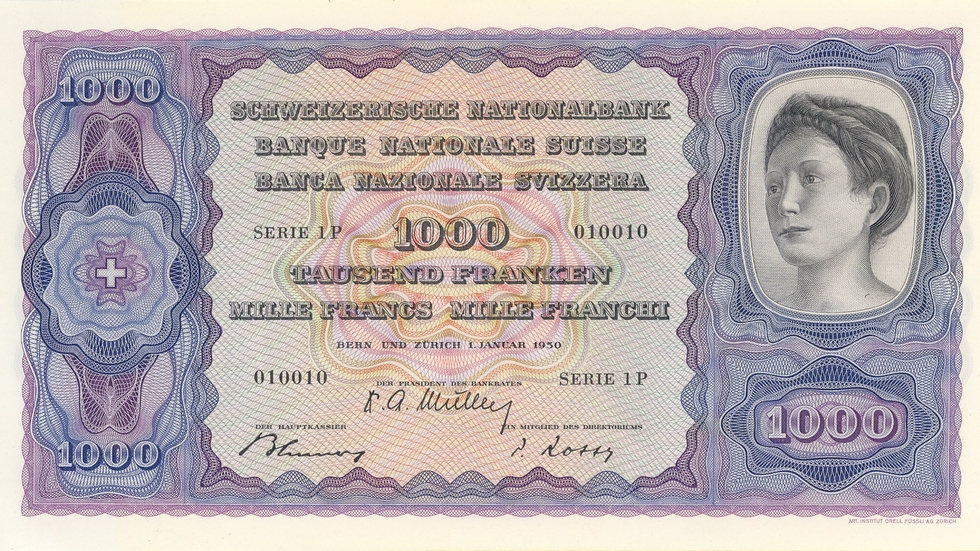 1000
SCHWEIZERISCHE NATIONALBANK
BANQUE NATIONALE SUISSE
BANCA NAZIONALE SVIZZERA
SERIE 1P 1000 010010
TAUSEND FRANKEN
MILLE FRANCS MILLE FRANCHI
BERN UND ZÜRICH 1. JANUAR 1950
010010 SERIE 1P
DER PRÄSIDENT DES BANKRATES
DER HAUPTKASSIER EIN MITGLIED DES DIREKTORIUMS
P. Rossy
1000
1000
ART. INSTITUT ORELL FÜSSLI AG. ZÜRICH